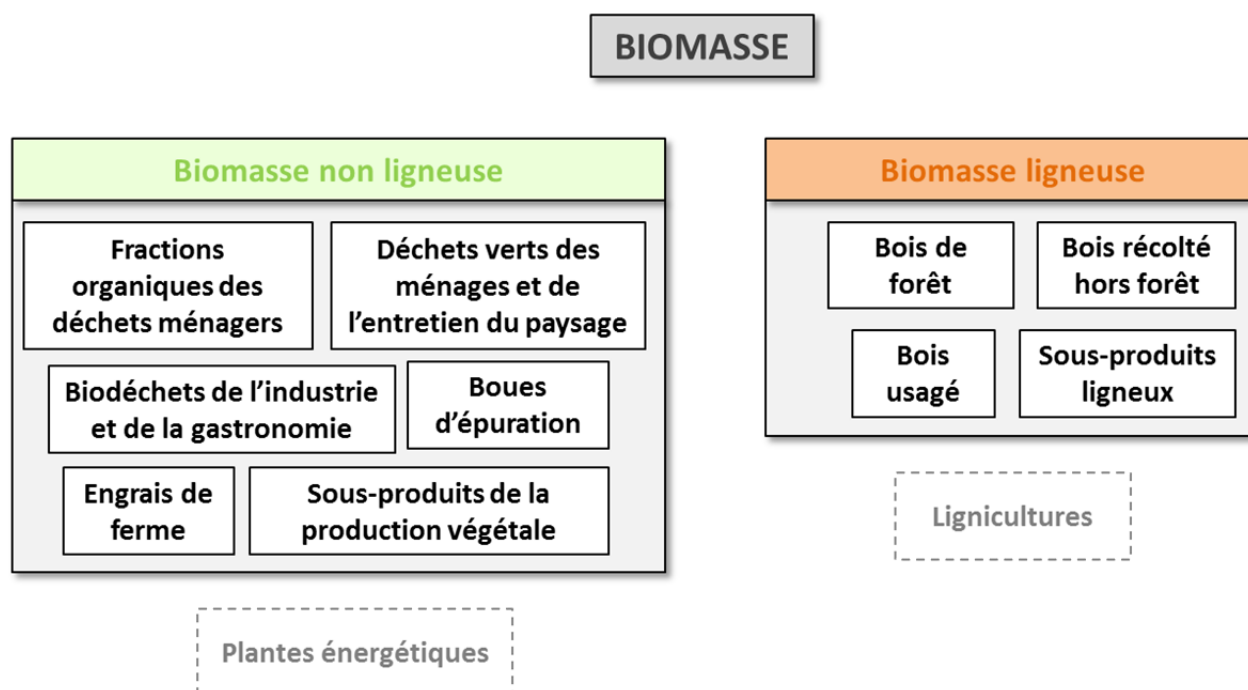 BIOMASSE
Biomasse non ligneuse
Fractions
organiques des
déchets ménagers
Déchets verts des
ménages et de
l’entretien du paysage
Biodéchets de l’industrie
et de la gastronomie
Boues
d’épuration
Engrais de
ferme
Sous-produits de la
production végétale
Plantes énergétiques
Biomasse ligneuse
Bois de
forêt
Bois récolté
hors forêt
Bois
usagé
Sous-produits
ligneux
Lignicultures